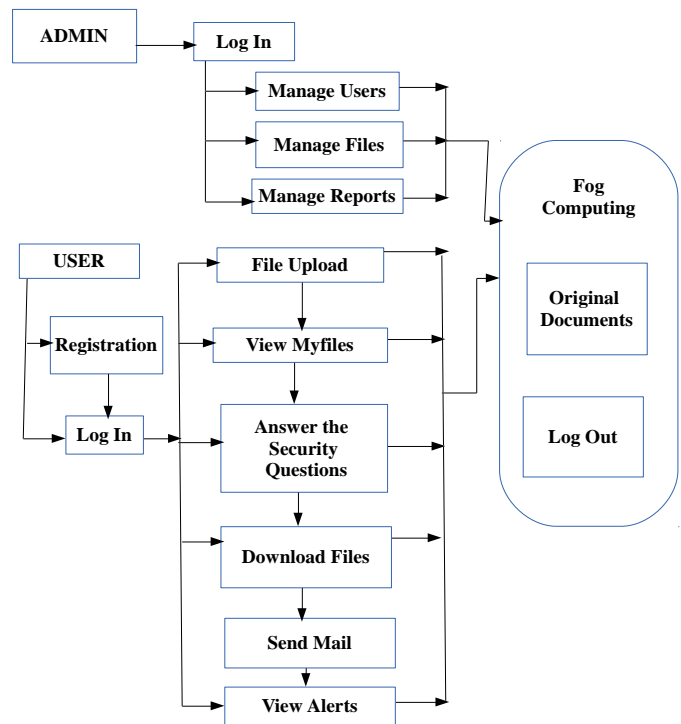 ADMIN
Log In
Manage Users
Manage Files
Manage Reports
Fog
Computing
USER
File Upload
Original
Documents
Registration
View Myfiles
Log In
Answer the
Security
Questions
Log Out
Download Files
Send Mail
View Alerts